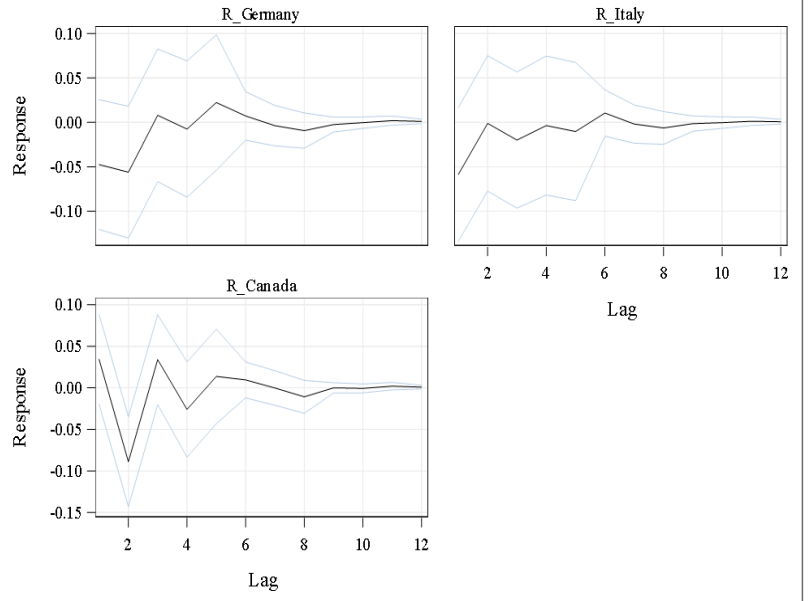 R_Germany
R_Italy
0.10
0.05
0.00
-0.05
-0.10
Response
2 4 6 8 10 12
Lag
R_Canada
0.10
0.05
0.00
-0.05
-0.10
-0.15
Response
2 4 6 8 10 12
Lag